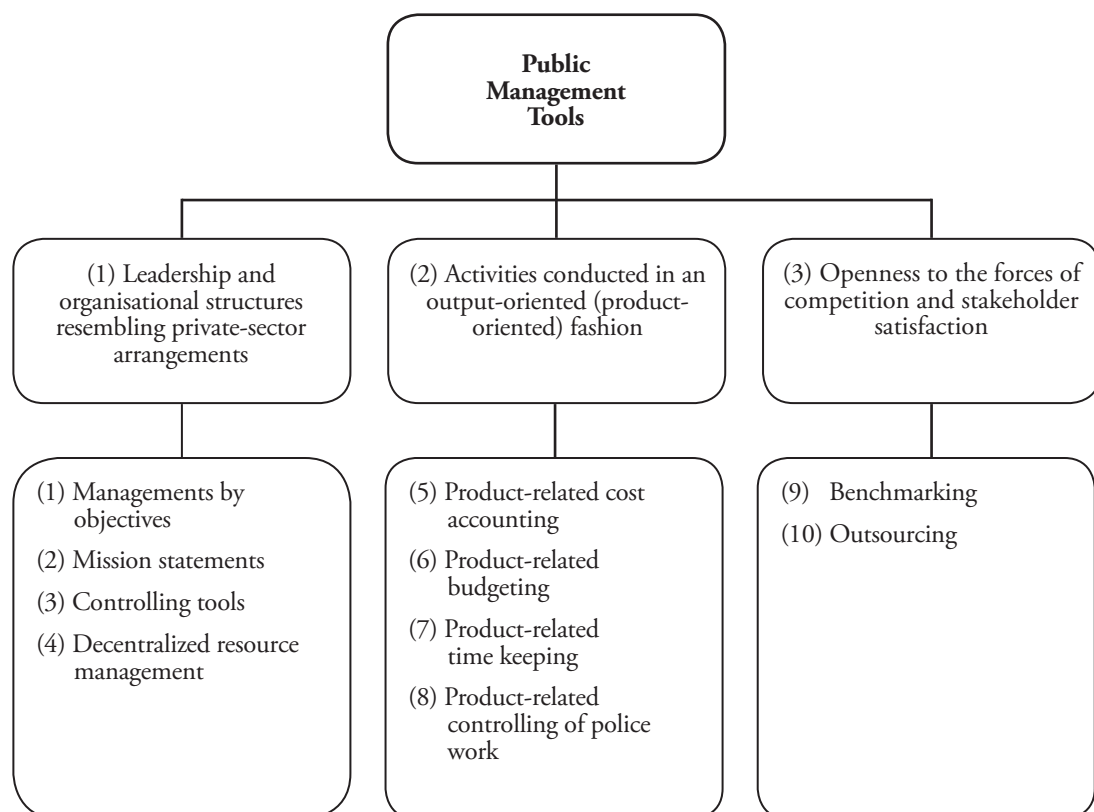 Public
Management
Tools
(1) Leadership and
organisational structures
resembling private-sector
arrangements
(2) Activities conducted in an
output-oriented (product-
oriented) fashion
(3) Openness to the forces of
competition and stakeholder
satisfaction
(1) Managements by
objectives
(2) Mission statements
(3) Controlling tools
(4) Decentralized resource
management
(5) Product-related cost
accounting
(6) Product-related
budgeting
(7) Product-related
time keeping
(8) Product-related
controlling of police
work
(9) Benchmarking
(10) Outsourcing